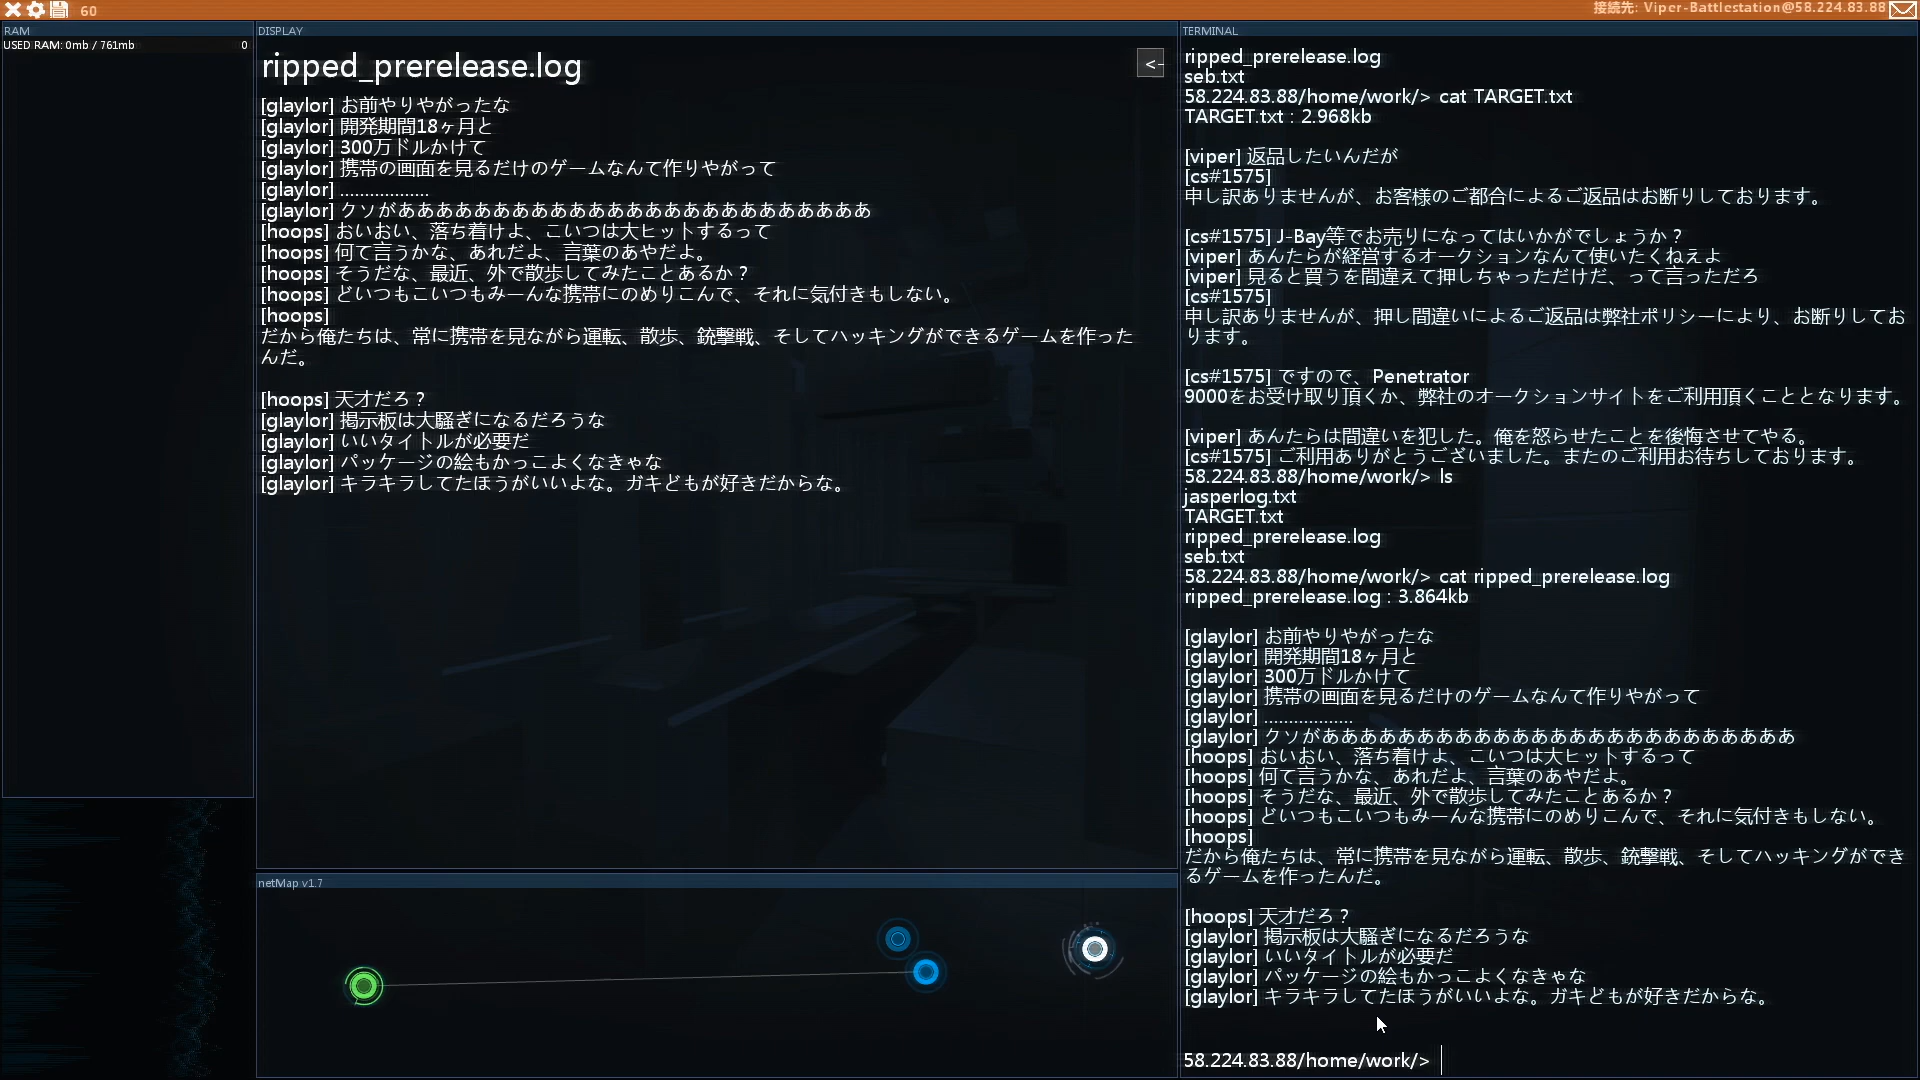 60
接続先: Viper-Battlestation@58.224.83.88
RAM
USED RAM: 0mb / 761mb 0
DISPLAY
ripped_prerelease.log
<-
[glaylor] お前やりやがったな
[glaylor] 開発期間18ヶ月と
[glaylor] 300万ドルかけて
[glaylor] 携帯の画面を見るだけのゲームなんて作りやがって
[glaylor] ..................
[glaylor] クソがあああああああああああああああああああああああああ
[hoops] おいおい、落ち着けよ、こいつは大ヒットするって
[hoops] 何て言うかな、あれだよ、言葉のあやだよ。
[hoops] そうだな、最近、外で散歩してみたことあるか？
[hoops] どいつもこいつもみーんな携帯にのめりこんで、それに気付きもしない。
[hoops]
だから俺たちは、常に携帯を見ながら運転、散歩、銃撃戦、そしてハッキングができるゲームを作った
んだ。
[hoops] 天才だろ？
[glaylor] 掲示板は大騒ぎになるだろうな
[glaylor] いいタイトルが必要だ
[glaylor] パッケージの絵もかっこよくなきゃな
[glaylor] キラキラしてたほうがいいよな。ガキどもが好きだからな。
netMap v1.7
TERMINAL
ripped_prerelease.log
seb.txt
58.224.83.88/home/work/> cat TARGET.txt
TARGET.txt : 2.968kb
[viper] 返品したいんだが
[cs#1575]
申し訳ありませんが、お客様のご都合によるご返品はお断りしております。
[cs#1575] J-Bay等でお売りになってはいかがでしょうか？
[viper] あんたらが経営するオークションなんて使いたくねえよ
[viper] 見ると買うを間違えて押しちゃっただけだ、って言っただろ
[cs#1575]
申し訳ありませんが、押し間違いによるご返品は弊社ポリシーにより、お断りしてお
ります。
[cs#1575] ですので、Penetrator
9000をお受け取り頂くか、弊社のオークションサイトをご利用頂くこととなります。
[viper] あんたらは間違いを犯した。俺を怒らせたことを後悔させてやる。
[cs#1575] ご利用ありがとうございました。またのご利用お待ちしております。
58.224.83.88/home/work/> ls
jasperlog.txt
TARGET.txt
ripped_prerelease.log
seb.txt
58.224.83.88/home/work/> cat ripped_prerelease.log
ripped_prerelease.log : 3.864kb
[glaylor] お前やりやがったな
[glaylor] 開発期間18ヶ月と
[glaylor] 300万ドルかけて
[glaylor] 携帯の画面を見るだけのゲームなんて作りやがって
[glaylor] ..................
[glaylor] クソがあああああああああああああああああああああああああ
[hoops] おいおい、落ち着けよ、こいつは大ヒットするって
[hoops] 何て言うかな、あれだよ、言葉のあやだよ。
[hoops] そうだな、最近、外で散歩してみたことあるか？
[hoops] どいつもこいつもみーんな携帯にのめりこんで、それに気付きもしない。
[hoops]
だから俺たちは、常に携帯を見ながら運転、散歩、銃撃戦、そしてハッキングができ
るゲームを作ったんだ。
[hoops] 天才だろ？
[glaylor] 掲示板は大騒ぎになるだろうな
[glaylor] いいタイトルが必要だ
[glaylor] パッケージの絵もかっこよくなきゃな
[glaylor] キラキラしてたほうがいいよな。ガキどもが好きだからな。
58.224.83.88/home/work/>